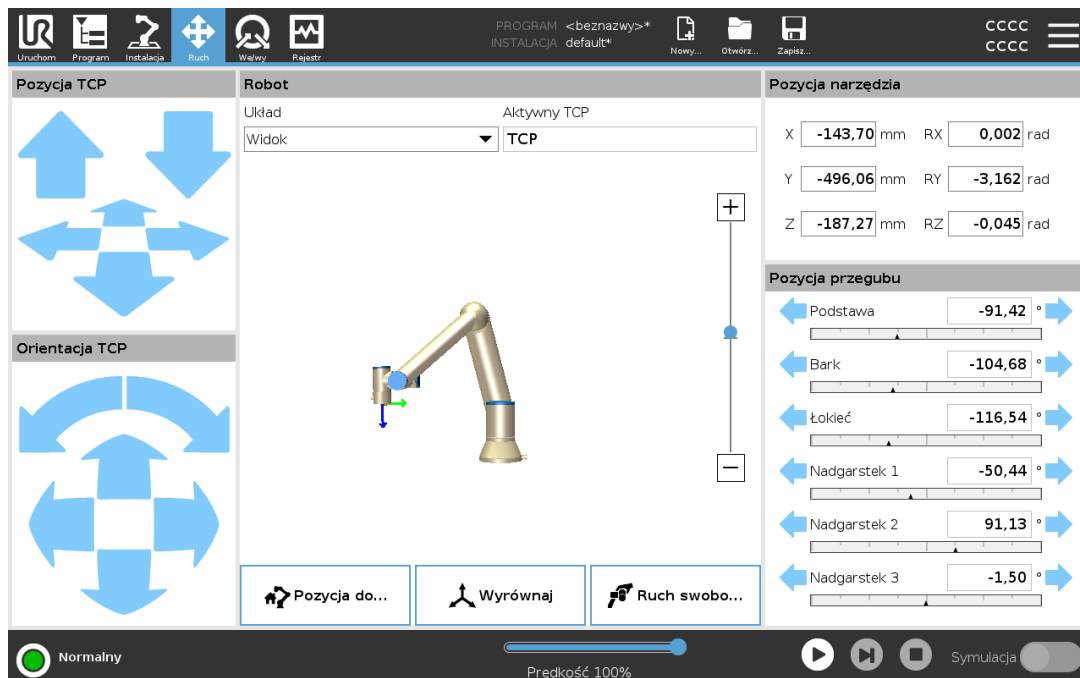 PROGRAM <beznazwy>*
INSTALACJA default*
CCCC
CCCC
Uruchom Program Instalacja Ruch We/wy Rejestr Nowy... Otwórz... Zapisz...
Pozycja TCP
Orientacja TCP
Robot
Układ Aktywny TCP
Widok TCP
+
−
Pozycja do... Wyrównaj Ruch swobo...
Pozycja narzędzia
X -143,70 mm RX 0,002 rad
Y -496,06 mm RY -3,162 rad
Z -187,27 mm RZ -0,045 rad
Pozycja przegubu
Podstawa -91,42 °
Bark -104,68 °
Łokieć -116,54 °
Nadgarstek 1 -50,44 °
Nadgarstek 2 91,13 °
Nadgarstek 3 -1,50 °
Normalny
Predkość 100%
Symulacja